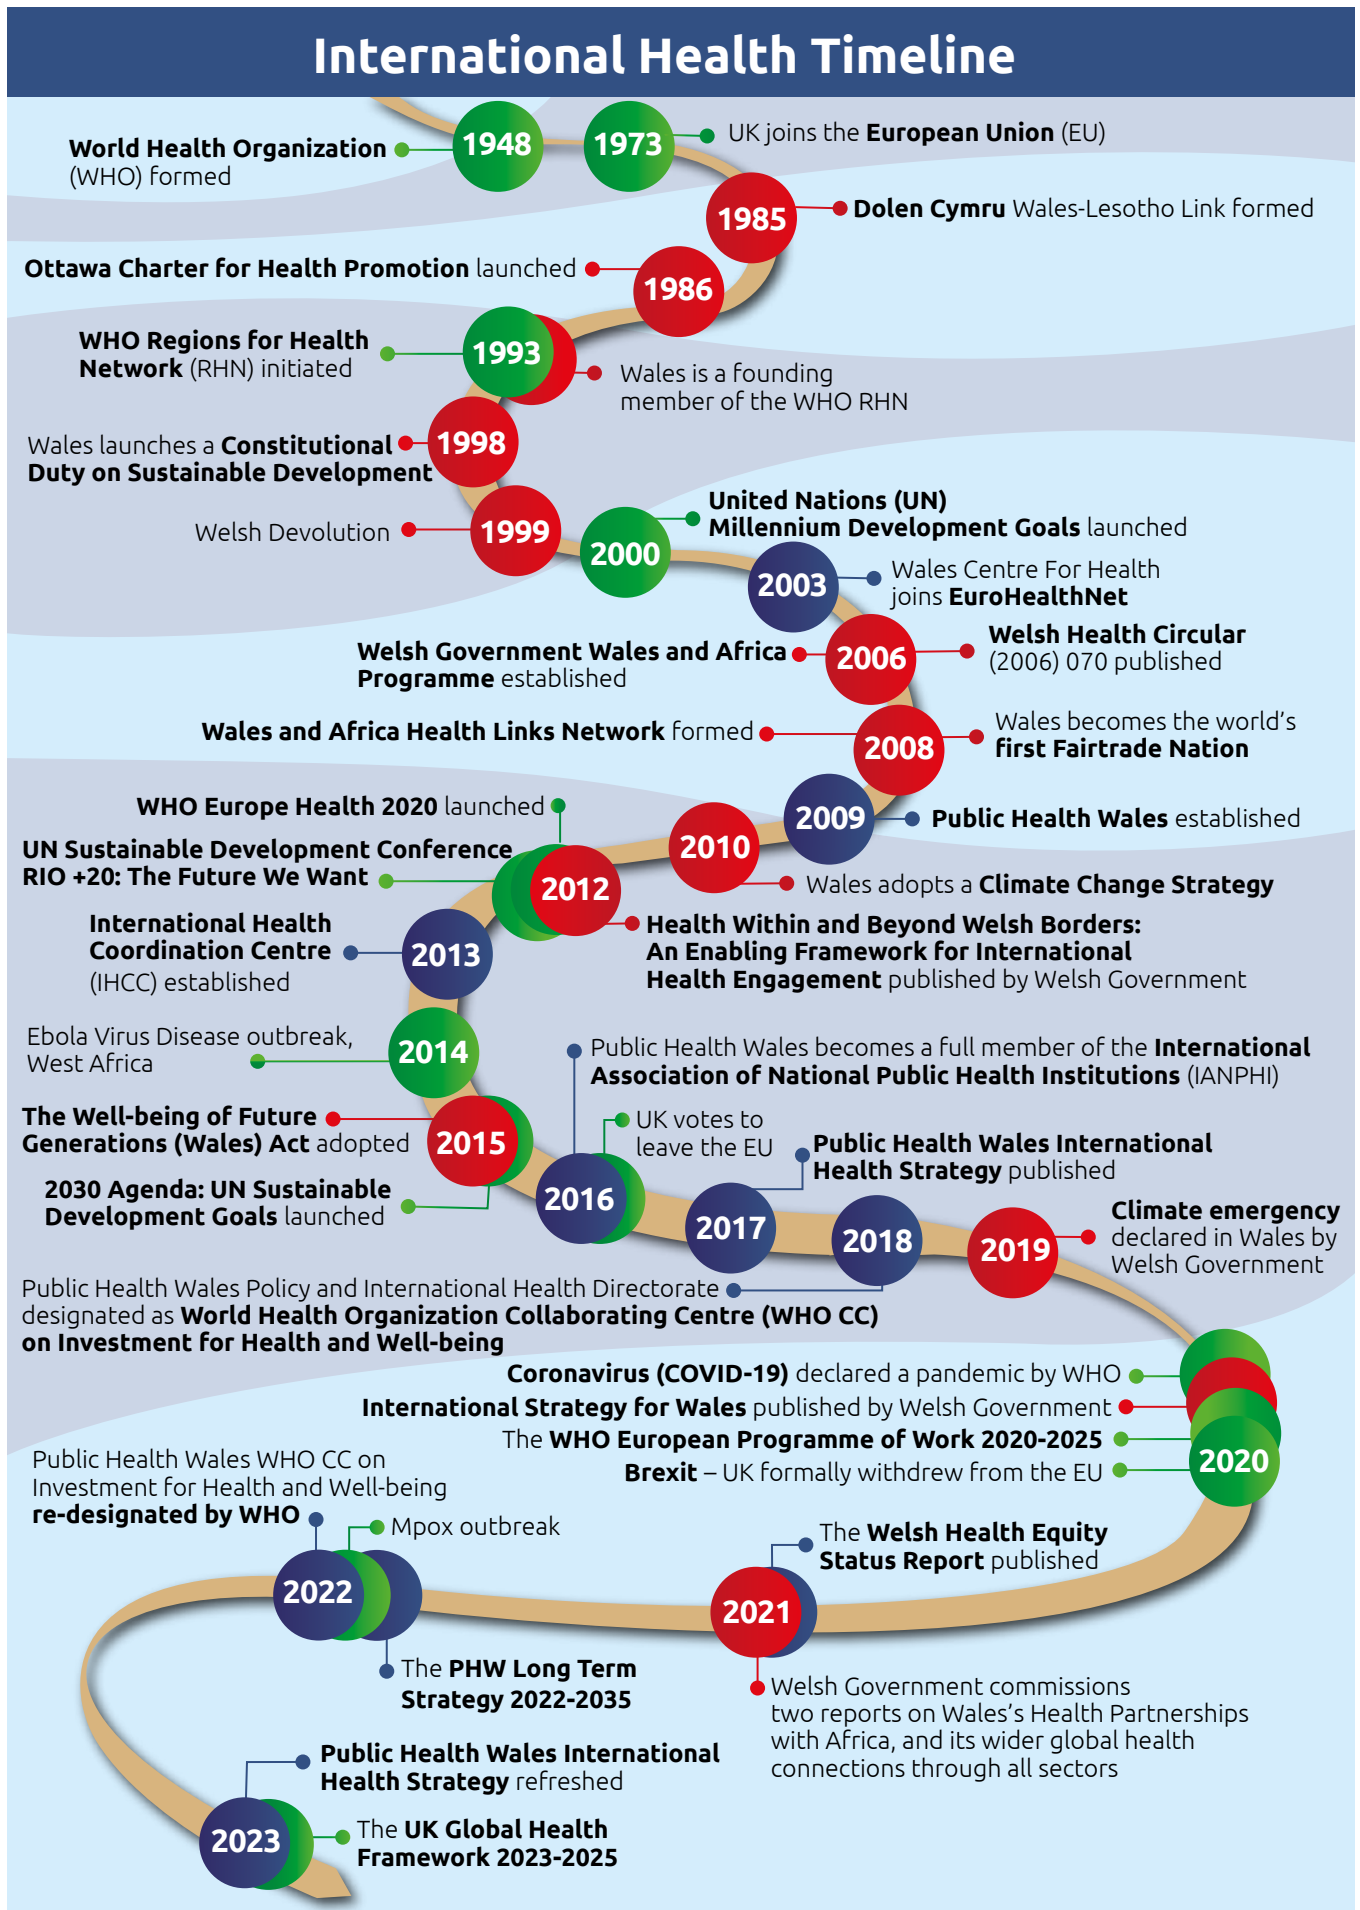 International Health Timeline
World Health Organization
(WHO) formed
1948
1973
UK joins the European Union (EU)
1985
Dolen Cymru Wales-Lesotho Link formed
Ottawa Charter for Health Promotion launched
1986
WHO Regions for Health
Network (RHN) initiated
1993
Wales is a founding
member of the WHO RHN
Wales launches a Constitutional
Duty on Sustainable Development
1998
Welsh Devolution
1999
2000
United Nations (UN)
Millennium Development Goals launched
2003
Wales Centre For Health
joins EuroHealthNet
Welsh Government Wales and Africa
Programme established
2006
Welsh Health Circular
(2006) 070 published
Wales and Africa Health Links Network formed
2008
Wales becomes the world's
first Fairtrade Nation
2009
Public Health Wales established
2010
Wales adopts a Climate Change Strategy
WHO Europe Health 2020 launched
UN Sustainable Development Conference
RIO +20: The Future We Want
2012
Health Within and Beyond Welsh Borders:
An Enabling Framework for International
Health Engagement published by Welsh Government
International Health
Coordination Centre
(IHCC) established
2013
Ebola Virus Disease outbreak,
West Africa
2014
The Well-being of Future
Generations (Wales) Act adopted
2015
2030 Agenda: UN Sustainable
Development Goals launched
Public Health Wales becomes a full member of the International
Association of National Public Health Institutions (IANPHI)
UK votes to
leave the EU
2016
Public Health Wales International
Health Strategy published
2017
2018
Public Health Wales Policy and International Health Directorate
designated as World Health Organization Collaborating Centre (WHO CC)
on Investment for Health and Well-being
2019
Climate emergency
declared in Wales by
Welsh Government
Coronavirus (COVID-19) declared a pandemic by WHO
International Strategy for Wales published by Welsh Government
The WHO European Programme of Work 2020-2025
Brexit – UK formally withdrew from the EU
2020
The Welsh Health Equity
Status Report published
2021
Welsh Government commissions
two reports on Wales's Health Partnerships
with Africa, and its wider global health
connections through all sectors
Public Health Wales WHO CC on
Investment for Health and Well-being
re-designated by WHO
Mpox outbreak
2022
The PHW Long Term
Strategy 2022-2035
Public Health Wales International
Health Strategy refreshed
2023
The UK Global Health
Framework 2023-2025